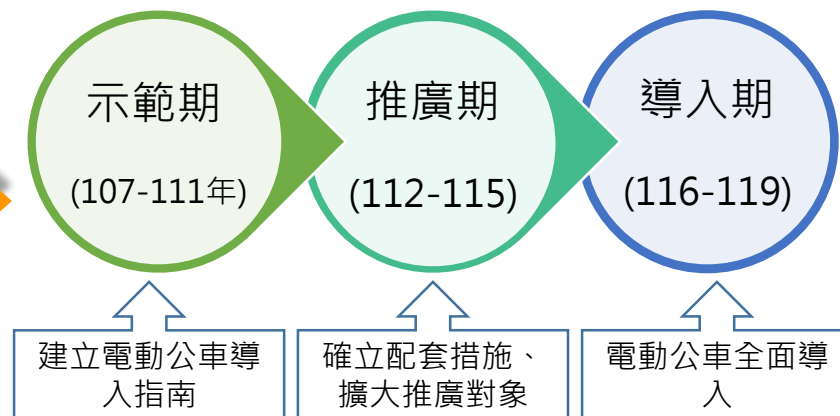 示範期
(107-111年)
推廣期
(112-115)
導入期
(116-119)
建立電動公車導
入指南
確立配套措施、
擴大推廣對象
電動公車全面導
入